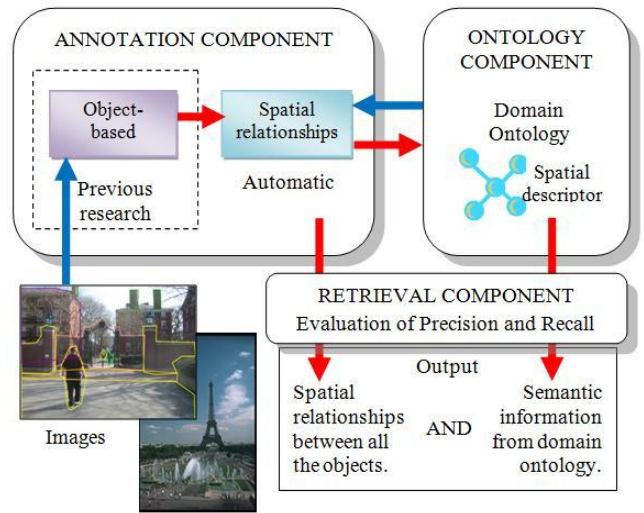 ANNOTATION COMPONENT
Object-
based
Previous
research
Spatial
relationships
Automatic
ONTOLOGY
COMPONENT
Domain
Ontology
Spatial
descriptor
RETRIEVAL COMPONENT
Evaluation of Precision and Recall
Output
Spatial
relationships
between all
the objects.
AND
Semantic
information
from domain
ontology.
Images